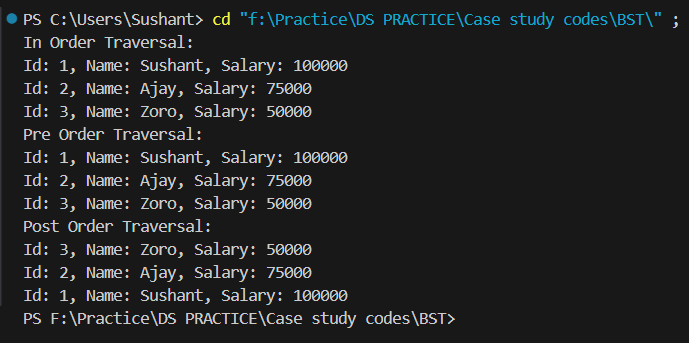 PS C:\Users\Sushant> cd "f:\Practice\DS PRACTICE\Case study codes\BST\" ;
In Order Traversal:
Id: 1, Name: Sushant, Salary: 100000
Id: 2, Name: Ajay, Salary: 75000
Id: 3, Name: Zoro, Salary: 50000
Pre Order Traversal:
Id: 1, Name: Sushant, Salary: 100000
Id: 2, Name: Ajay, Salary: 75000
Id: 3, Name: Zoro, Salary: 50000
Post Order Traversal:
Id: 3, Name: Zoro, Salary: 50000
Id: 2, Name: Ajay, Salary: 75000
Id: 1, Name: Sushant, Salary: 100000
PS F:\Practice\DS PRACTICE\Case study codes\BST>